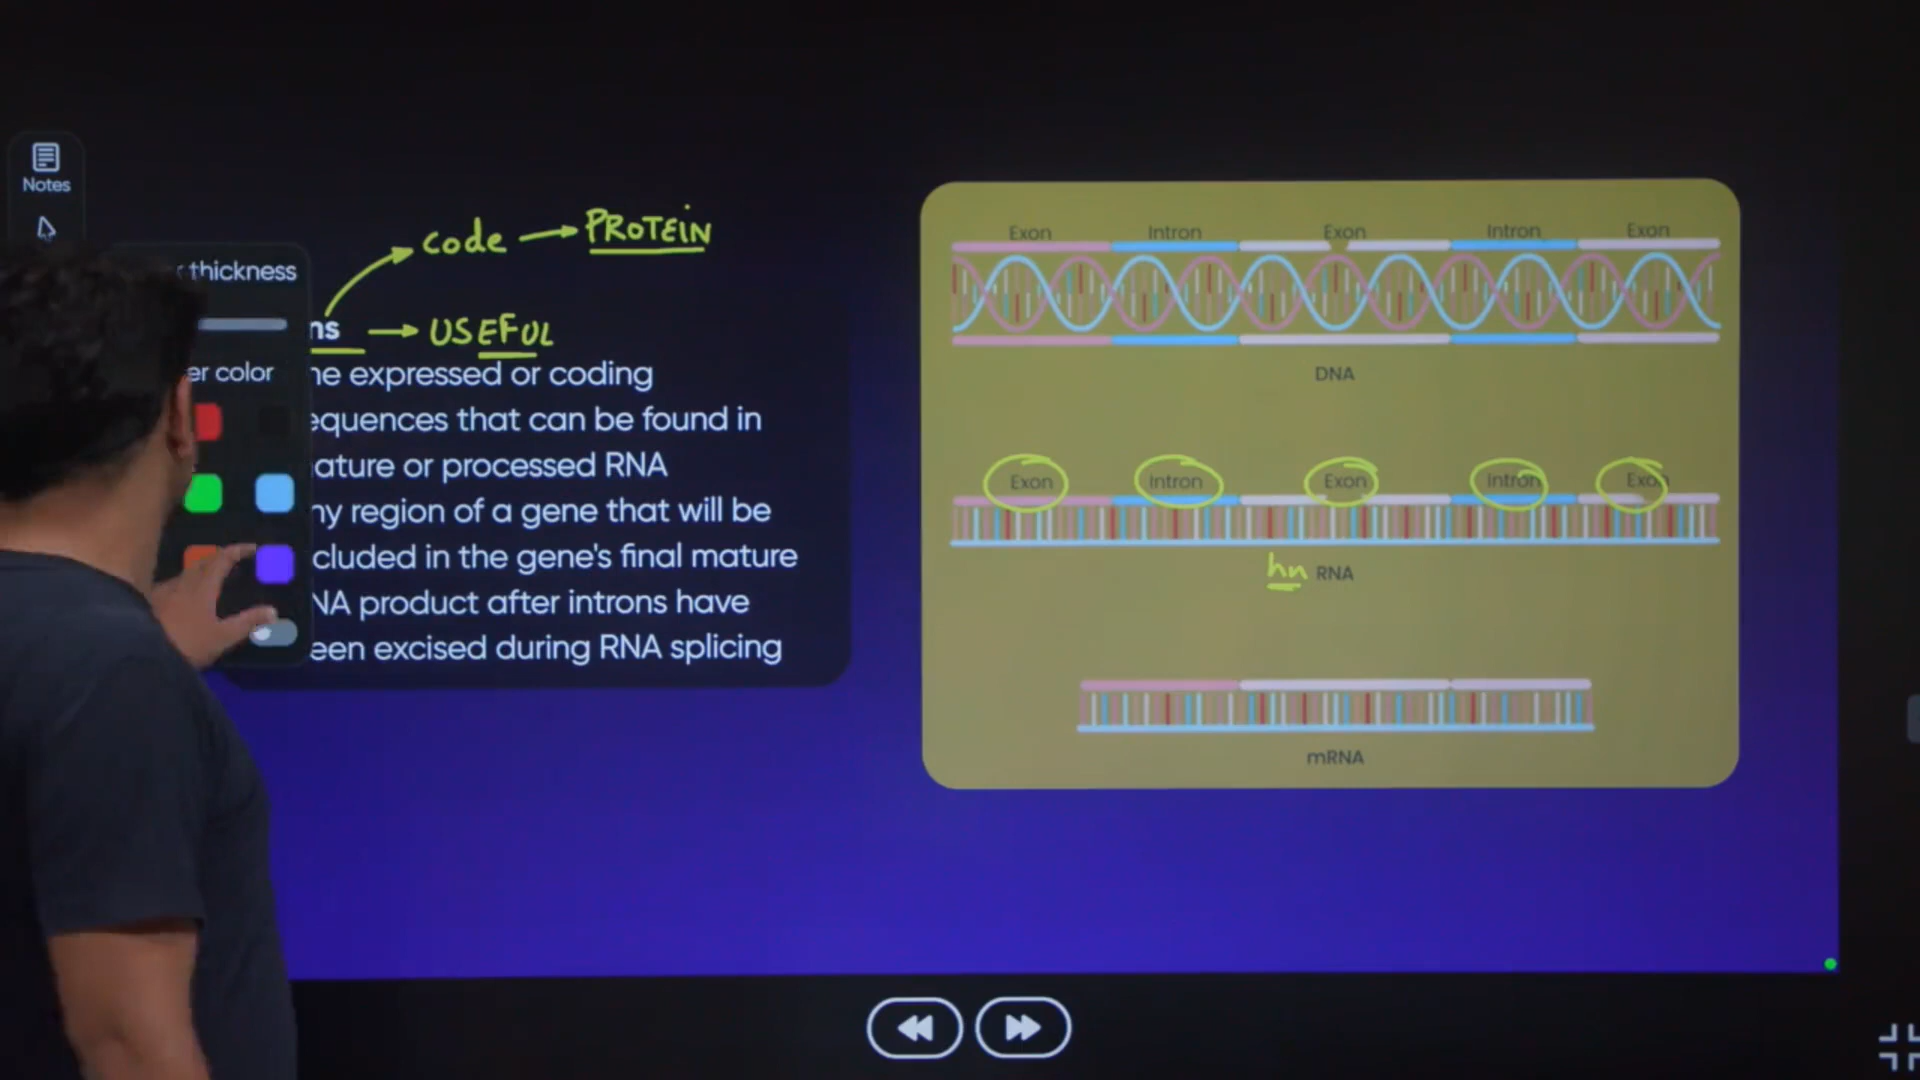 Notes
thickness
er color
code → PROTEIN
ns → USEFUL
he expressed or coding
equences that can be found in
ature or processed RNA
ny region of a gene that will be
cluded in the gene's final mature
NA product after introns have
een excised during RNA splicing
Exon Intron Exon Intron Exon
DNA
Exon Intron Exon Intron Exon
hn RNA
mRNA